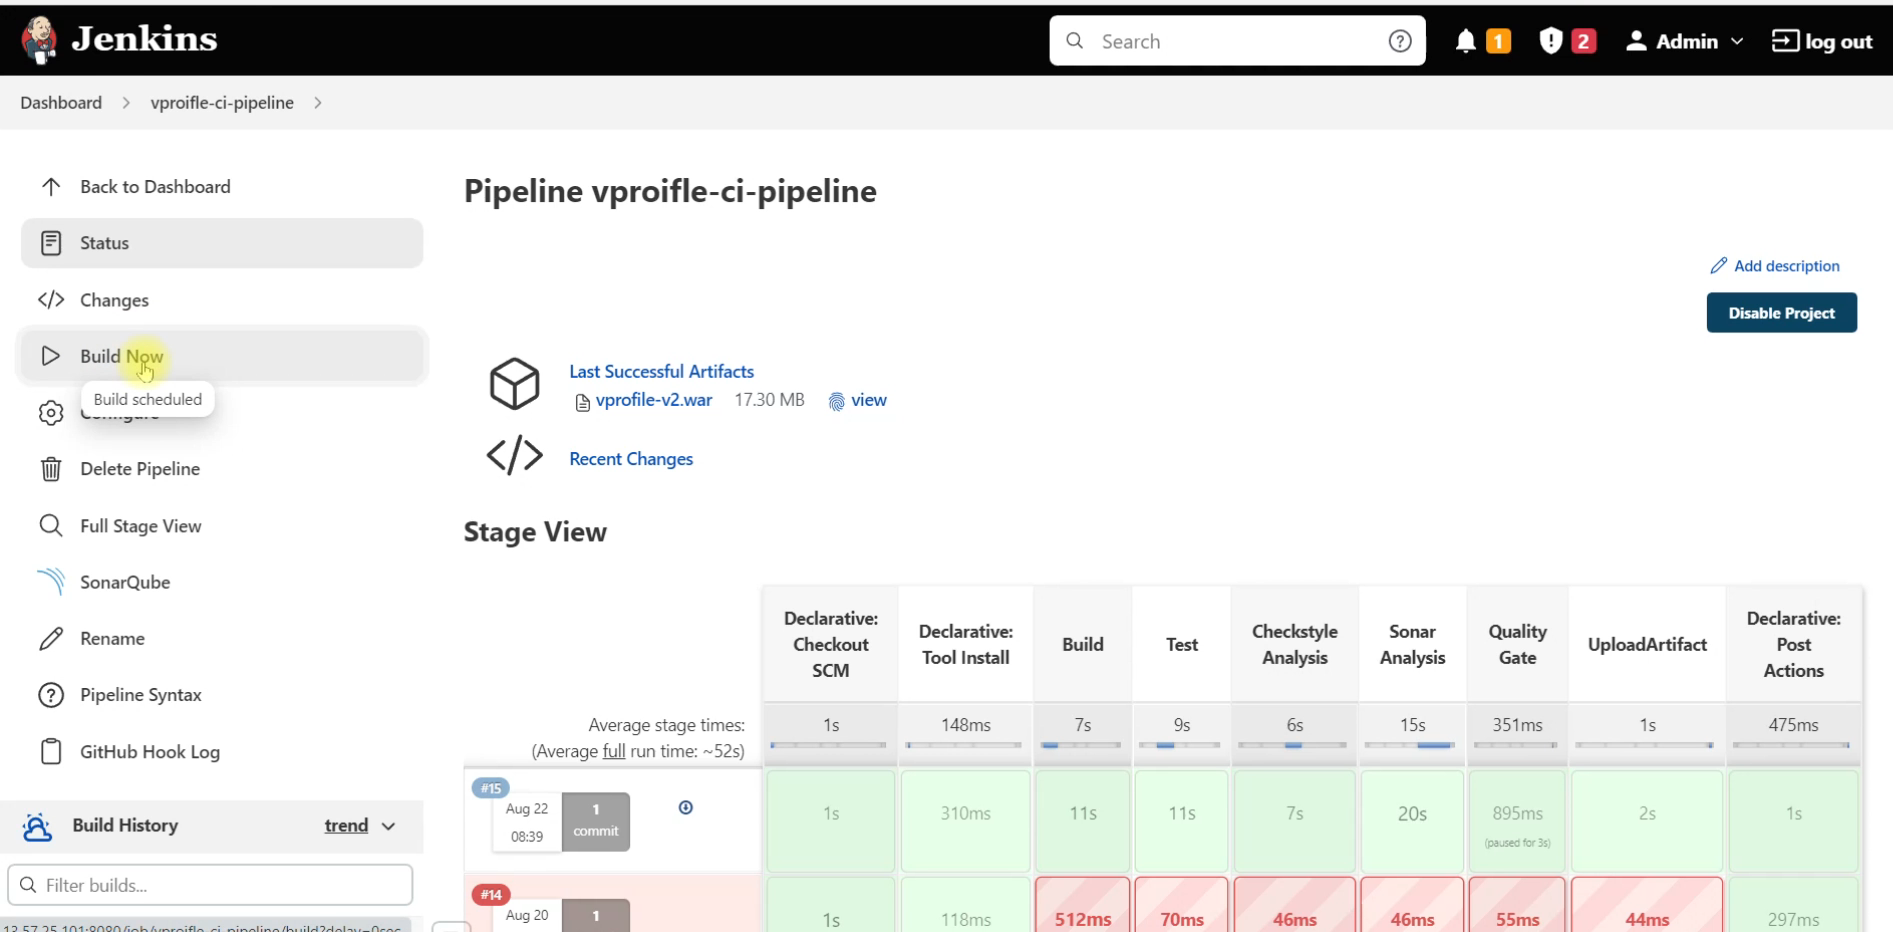 Jenkins
Search
1
2
Admin
log out
Dashboard
vproifle-ci-pipeline
Back to Dashboard
Status
Changes
Build Now
Build scheduled
Delete Pipeline
Full Stage View
SonarQube
Rename
Pipeline Syntax
GitHub Hook Log
Build History
trend
Filter builds...
Pipeline vproifle-ci-pipeline
Add description
Disable Project
Last Successful Artifacts
vprofile-v2.war 17.30 MB view
Recent Changes
Stage View
Declarative: Checkout SCM
Declarative: Tool Install
Build
Test
Checkstyle Analysis
Sonar Analysis
Quality Gate
UploadArtifact
Declarative: Post Actions
Average stage times:
(Average full run time: ~52s)
1s 148ms 7s 9s 6s 15s 351ms 1s 475ms
#15
Aug 22
08:39
1
commit
1s 310ms 11s 11s 7s 20s 895ms 2s 1s
(paused for 3s)
#14
Aug 20
1
1s 118ms 512ms 70ms 46ms 46ms 55ms 44ms 297ms